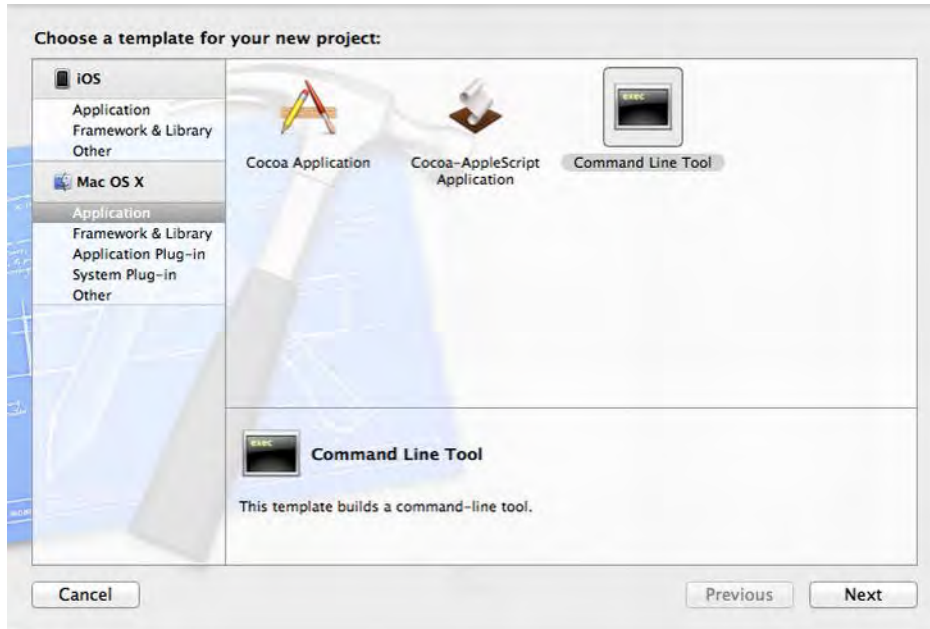 Choose a template for your new project:
iOS
Application
Framework & Library
Other
Mac OS X
Application
Framework & Library
Application Plug-in
System Plug-in
Other
Cocoa Application
Cocoa-AppleScript
Application
exec
Command Line Tool
exec
Command Line Tool
This template builds a command-line tool.
Cancel
Previous
Next